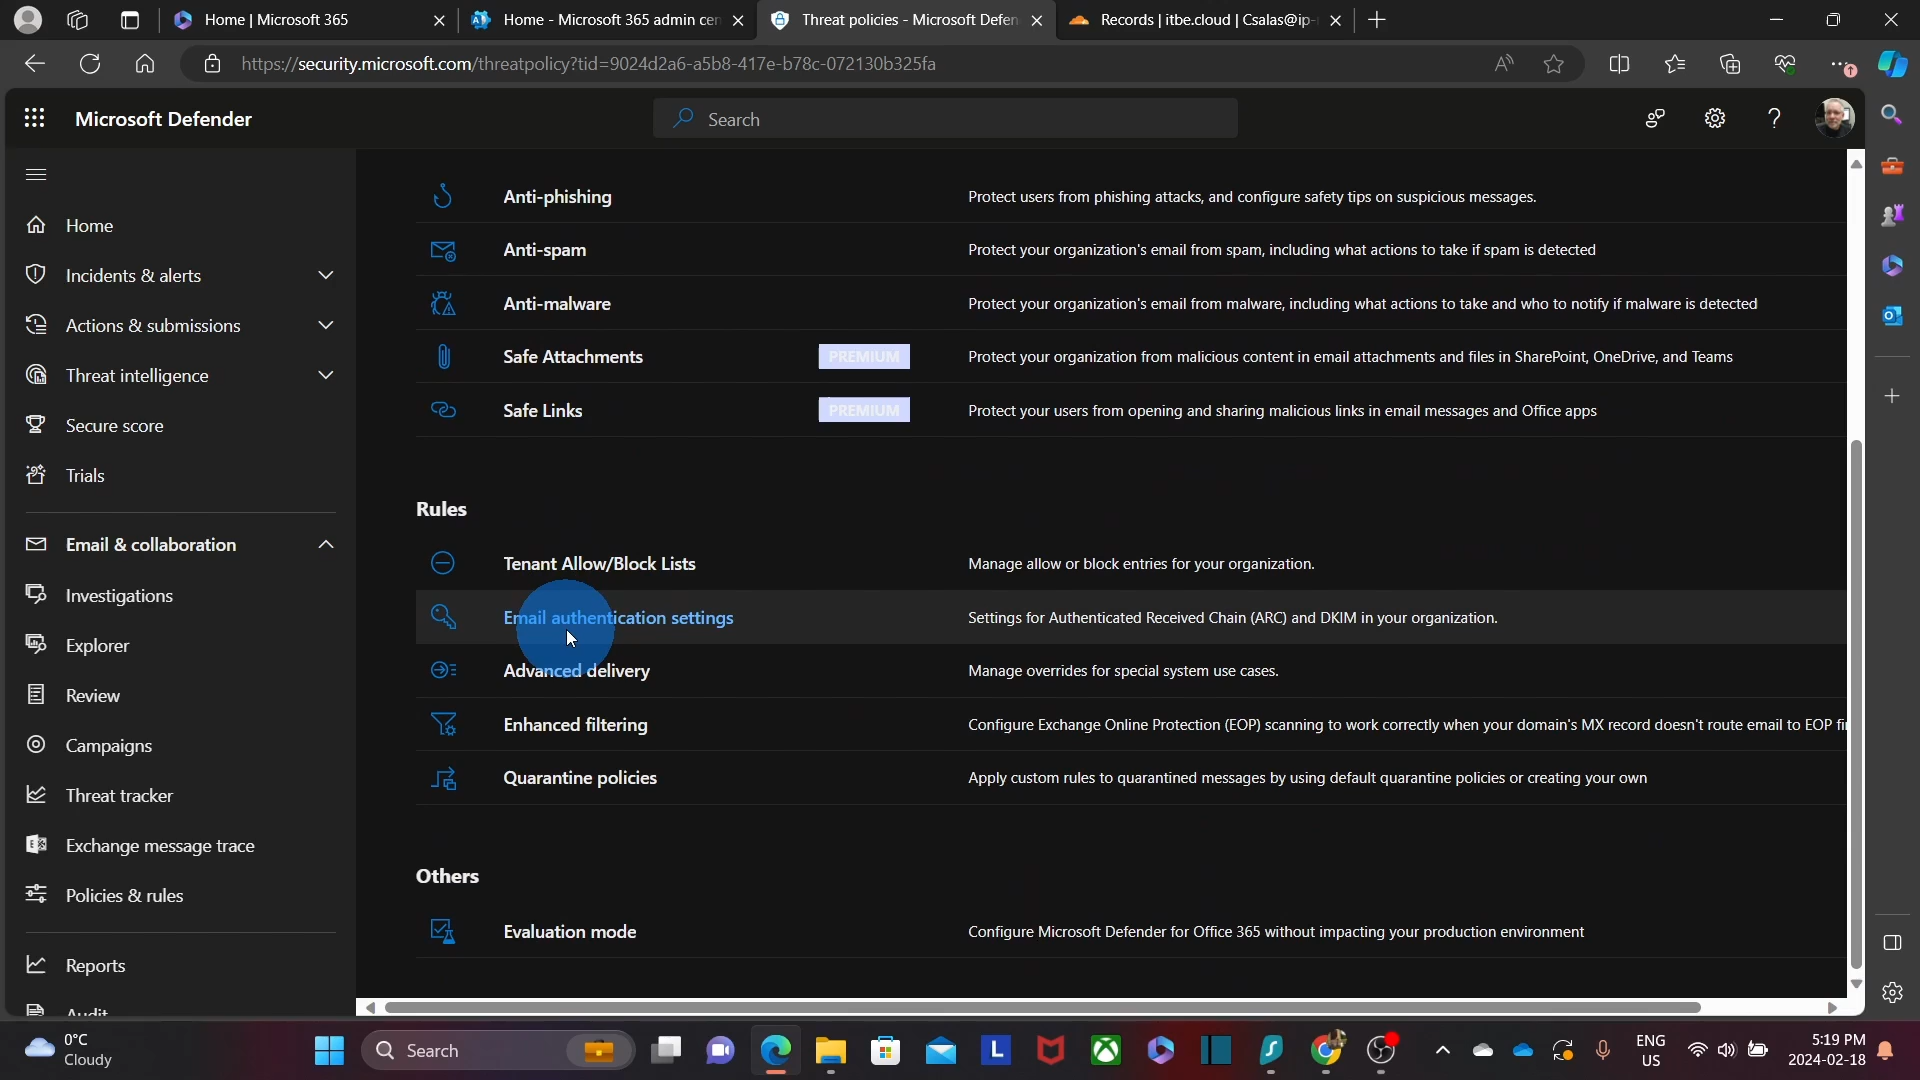 Home | Microsoft 365
Home - Microsoft 365 admin cen
Threat policies - Microsoft Defen
Records | itbe.cloud | Csalas@ip-
https://security.microsoft.com/threatpolicy?tid=9024d2a6-a5b8-417e-b78c-072130b325fa
Microsoft Defender
Search
Home
Incidents & alerts
Actions & submissions
Threat intelligence
Secure score
Trials
Email & collaboration
Investigations
Explorer
Review
Campaigns
Threat tracker
Exchange message trace
Policies & rules
Reports
Audit
Anti-phishing Protect users from phishing attacks, and configure safety tips on suspicious messages.
Anti-spam Protect your organization's email from spam, including what actions to take if spam is detected
Anti-malware Protect your organization's email from malware, including what actions to take and who to notify if malware is detected
Safe Attachments PREMIUM Protect your organization from malicious content in email attachments and files in SharePoint, OneDrive, and Teams
Safe Links PREMIUM Protect your users from opening and sharing malicious links in email messages and Office apps
Rules
Tenant Allow/Block Lists Manage allow or block entries for your organization.
Email authentication settings Settings for Authenticated Received Chain (ARC) and DKIM in your organization.
Advanced delivery Manage overrides for special system use cases.
Enhanced filtering Configure Exchange Online Protection (EOP) scanning to work correctly when your domain's MX record doesn't route email to EOP fi
Quarantine policies Apply custom rules to quarantined messages by using default quarantine policies or creating your own
Others
Evaluation mode Configure Microsoft Defender for Office 365 without impacting your production environment
0°C
Cloudy
Search
L
ENG
US
5:19 PM
2024-02-18